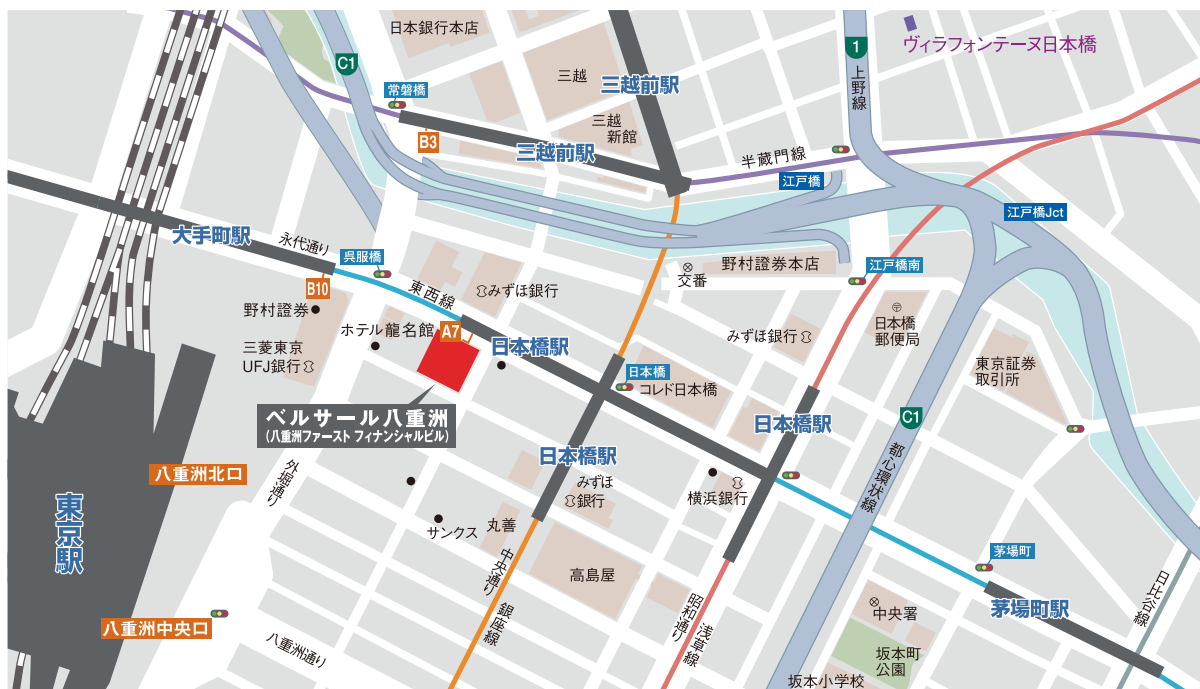 日本銀行本店
C1
三越
三越前駅
1
上野線
ヴィラフォンテーヌ日本橋
常盤橋
B3
三越
新館
三越前駅
半蔵門線
江戸橋
江戸橋Jct
大手町駅
永代通り
呉服橋
野村證券本店
交番
江戸橋南
B10
東西線
みずほ銀行
野村證券
ホテル龍名館
A7
日本橋駅
みずほ銀行
日本橋
郵便局
三菱東京
UFJ銀行
日本橋
コレド日本橋
東京証券
取引所
ベルサール八重洲
(八重洲ファースト フィナンシャルビル)
C1
日本橋駅
日本橋駅
都心環状線
八重洲北口
外堀通り
みずほ
銀行
横浜銀行
東京駅
サンクス
丸善
中央通り
高島屋
茅場町
銀座線
昭和通り
浅草線
中央署
茅場町駅
日比谷線
八重洲中央口
八重洲通り
坂本町
公園
坂本小学校